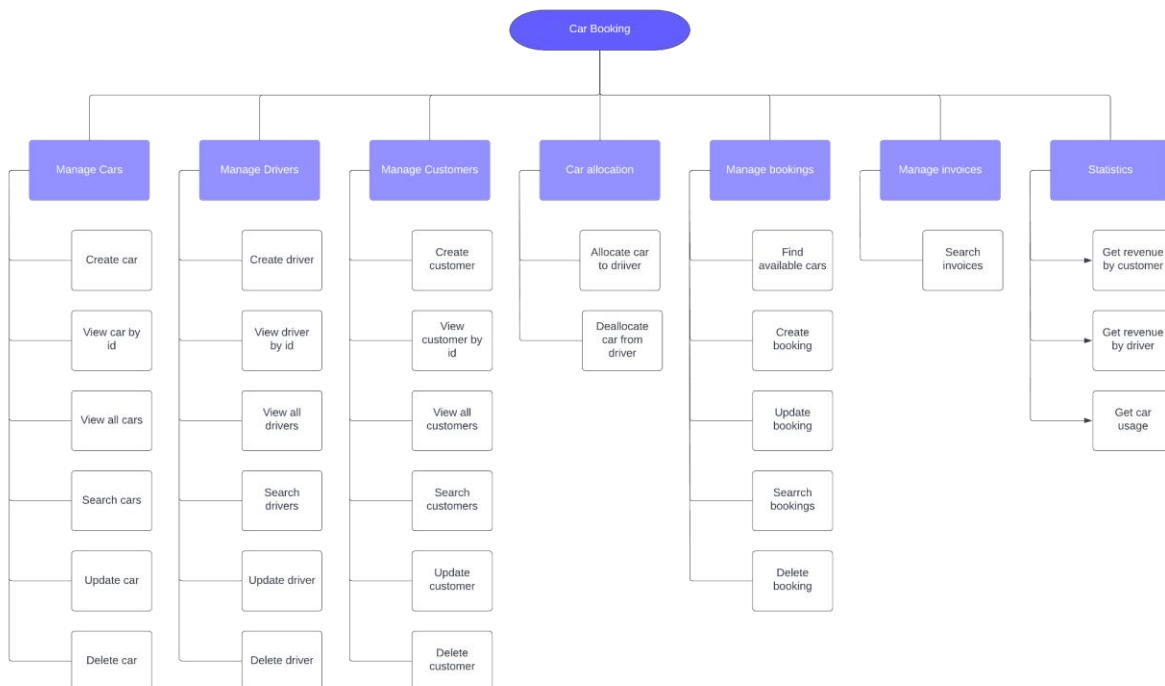 Car Booking
Manage Cars
Manage Drivers
Manage Customers
Car allocation
Manage bookings
Manage invoices
Statistics
Create car
View car by
id
View all cars
Search cars
Update car
Delete car
Create driver
View driver
by id
View all
drivers
Search
drivers
Update driver
Delete driver
Create
customer
View
customer by
id
View all
customers
Search
customers
Update
customer
Delete
customer
Allocate car
to driiver
Deallocate
car from
driver
Find
available cars
Create
booking
Update
booking
Searrch
bookings
Delete
booking
Search
invoices
Get revenue
by customer
Get revenue
by driver
Get car
usage